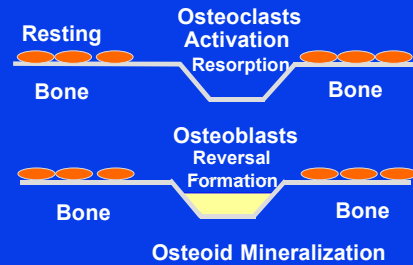 Osteoclasts
Resting
Activation
Resorption
Bone
Bone
Osteoblasts
Reversal
Formation
Bone
Bone
Osteoid Mineralization